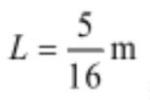 L = 5/16 m